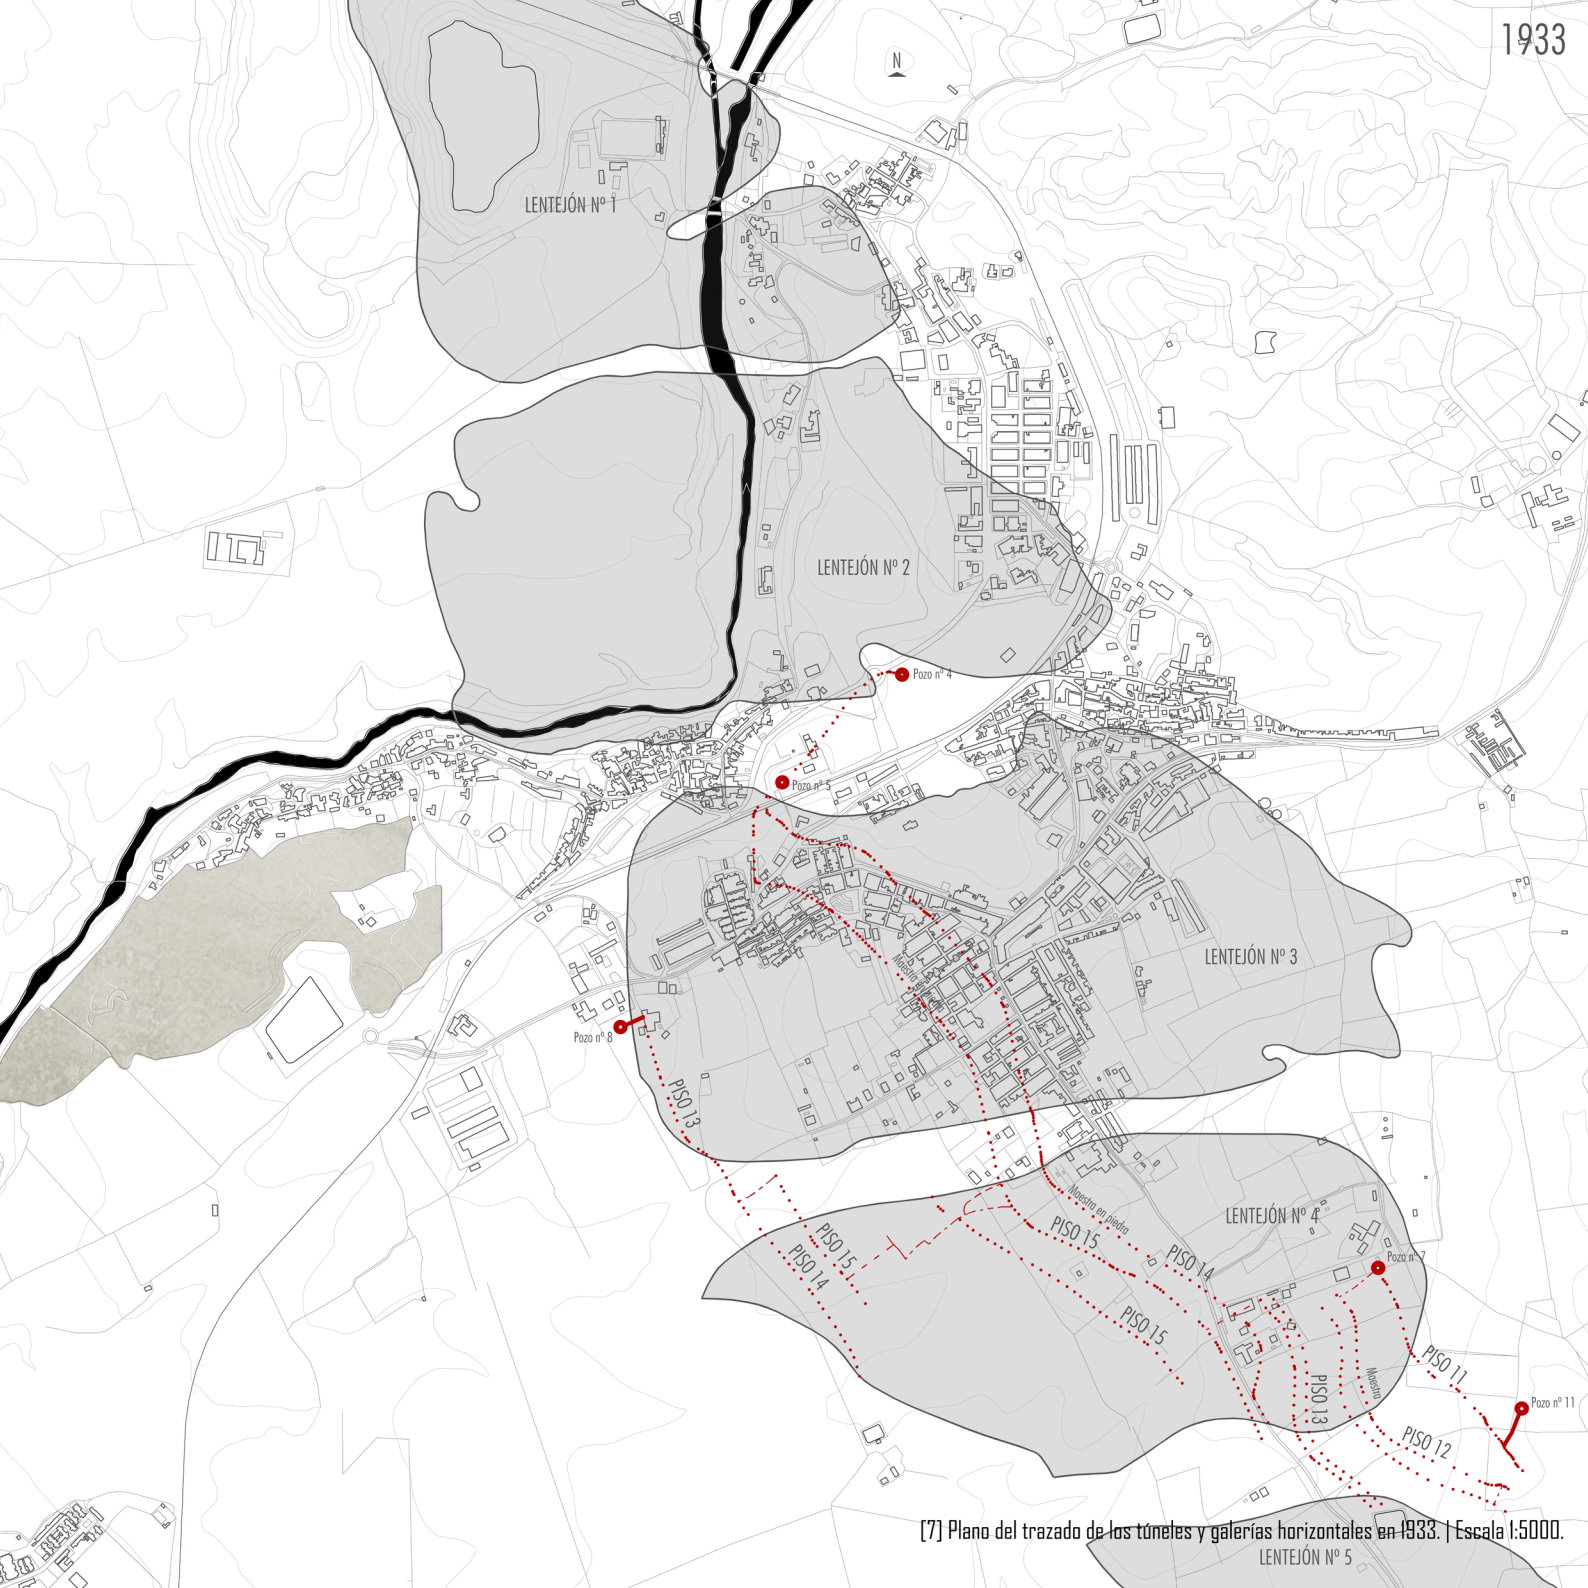 1933
N
LENTEJÓN Nº 1
LENTEJÓN Nº 2
Pozo nº 4
Pozo nº 5
LENTEJÓN Nº 3
Maestra
Pozo nº 8
PISO 13
Maestra en piedra
LENTEJÓN Nº 4
PISO 15
PISO 14
PISO 15
PISO 14
Pozo nº 7
PISO 15
PISO 11
Maestra
PISO 13
Pozo nº 11
PISO 12
[7] Plano del trazado de los túneles y galerías horizontales en 1933. | Escala 1:5000.
LENTEJÓN Nº 5